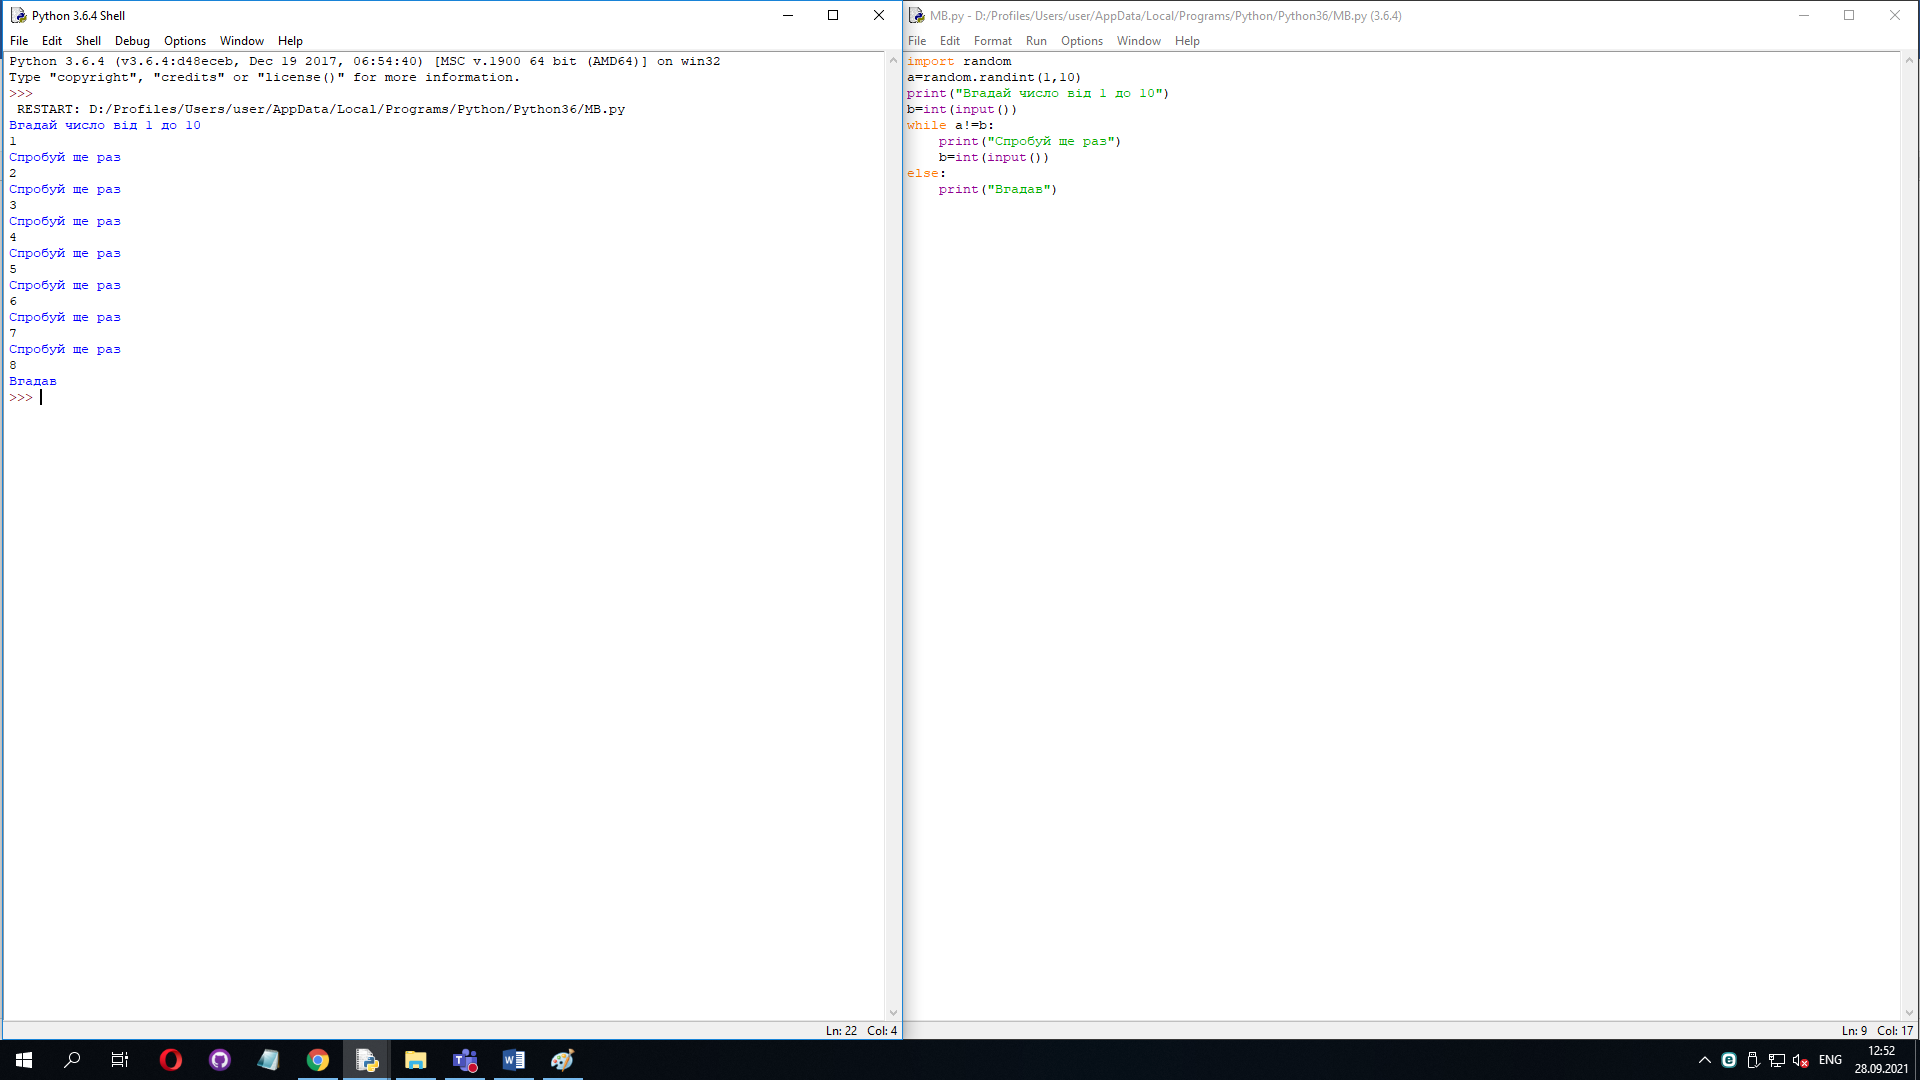 Python 3.6.4 Shell
File Edit Shell Debug Options Window Help
Python 3.6.4 (v3.6.4:d48eceb, Dec 19 2017, 06:54:40) [MSC v.1900 64 bit (AMD64)] on win32
Type "copyright", "credits" or "license()" for more information.
>>>
 RESTART: D:/Profiles/Users/user/AppData/Local/Programs/Python/Python36/MB.py
Вгадай число від 1 до 10
1
Спробуй ще раз
2
Спробуй ще раз
3
Спробуй ще раз
4
Спробуй ще раз
5
Спробуй ще раз
6
Спробуй ще раз
7
Спробуй ще раз
8
Вгадав
>>>
Ln: 22 Col: 4
MB.py - D:/Profiles/Users/user/AppData/Local/Programs/Python/Python36/MB.py (3.6.4)
File Edit Format Run Options Window Help
import random
a=random.randint(1,10)
print("Вгадай число від 1 до 10")
b=int(input())
while a!=b:
    print("Спробуй ще раз")
    b=int(input())
else:
    print("Вгадав")
Ln: 9 Col: 17
ENG
12:52
28.09.2021